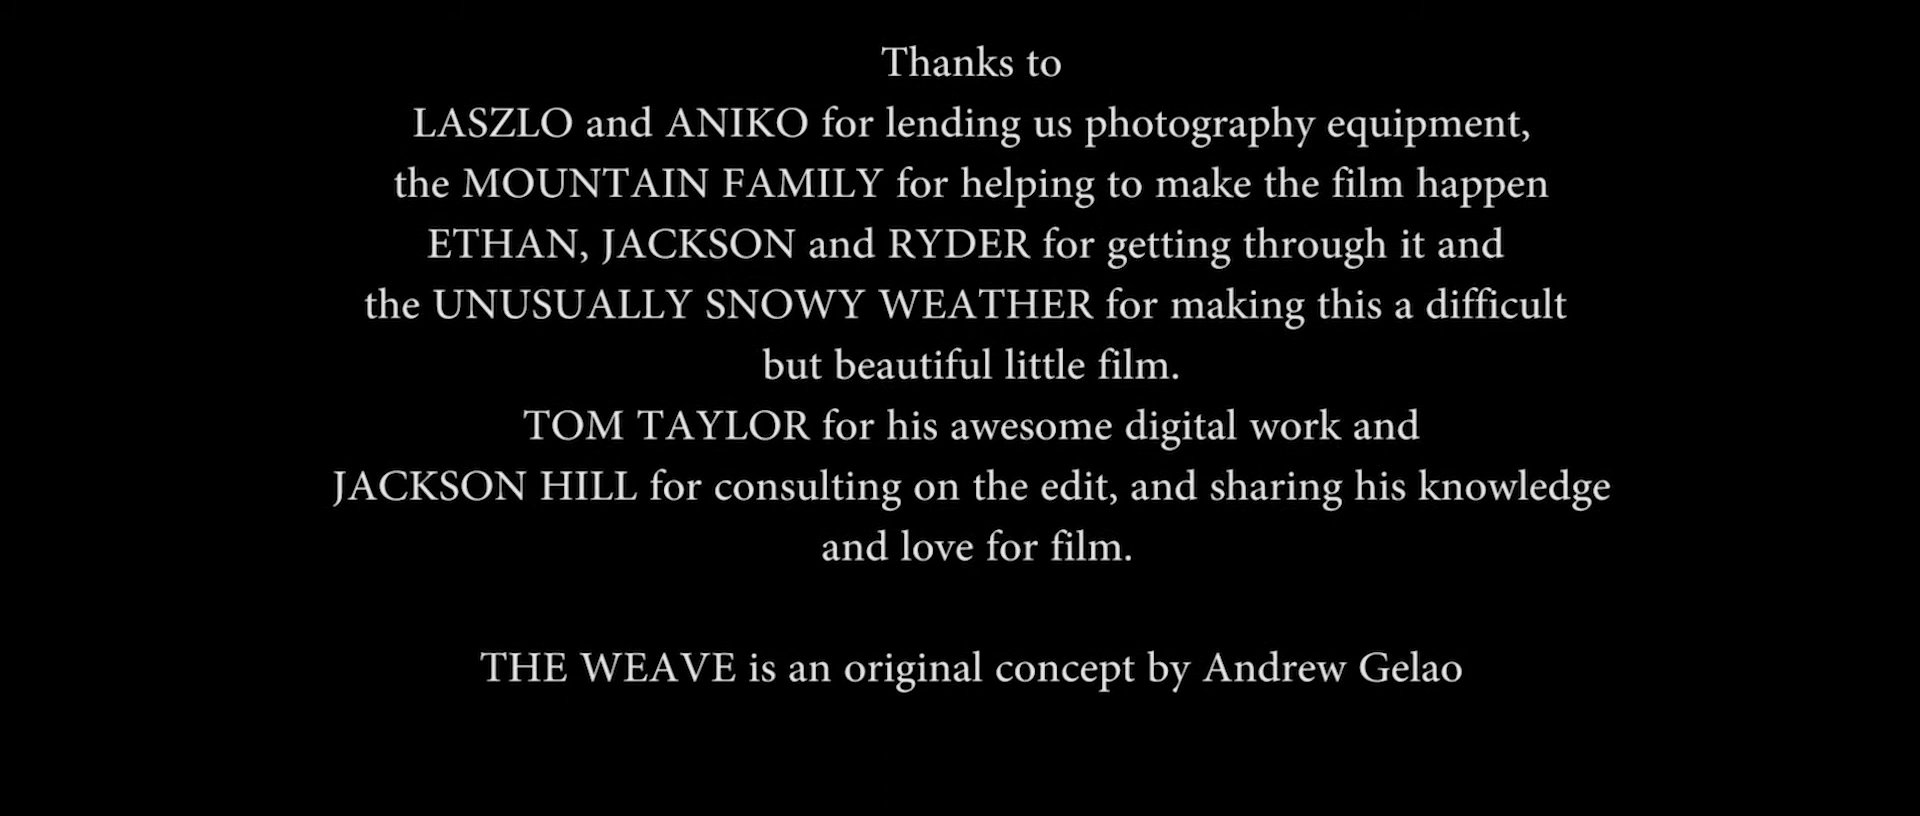 Thanks to
LASZLO and ANIKO for lending us photography equipment,
the MOUNTAIN FAMILY for helping to make the film happen
ETHAN, JACKSON and RYDER for getting through it and
the UNUSUALLY SNOWY WEATHER for making this a difficult
but beautiful little film.
TOM TAYLOR for his awesome digital work and
JACKSON HILL for consulting on the edit, and sharing his knowledge
and love for film.
THE WEAVE is an original concept by Andrew Gelao